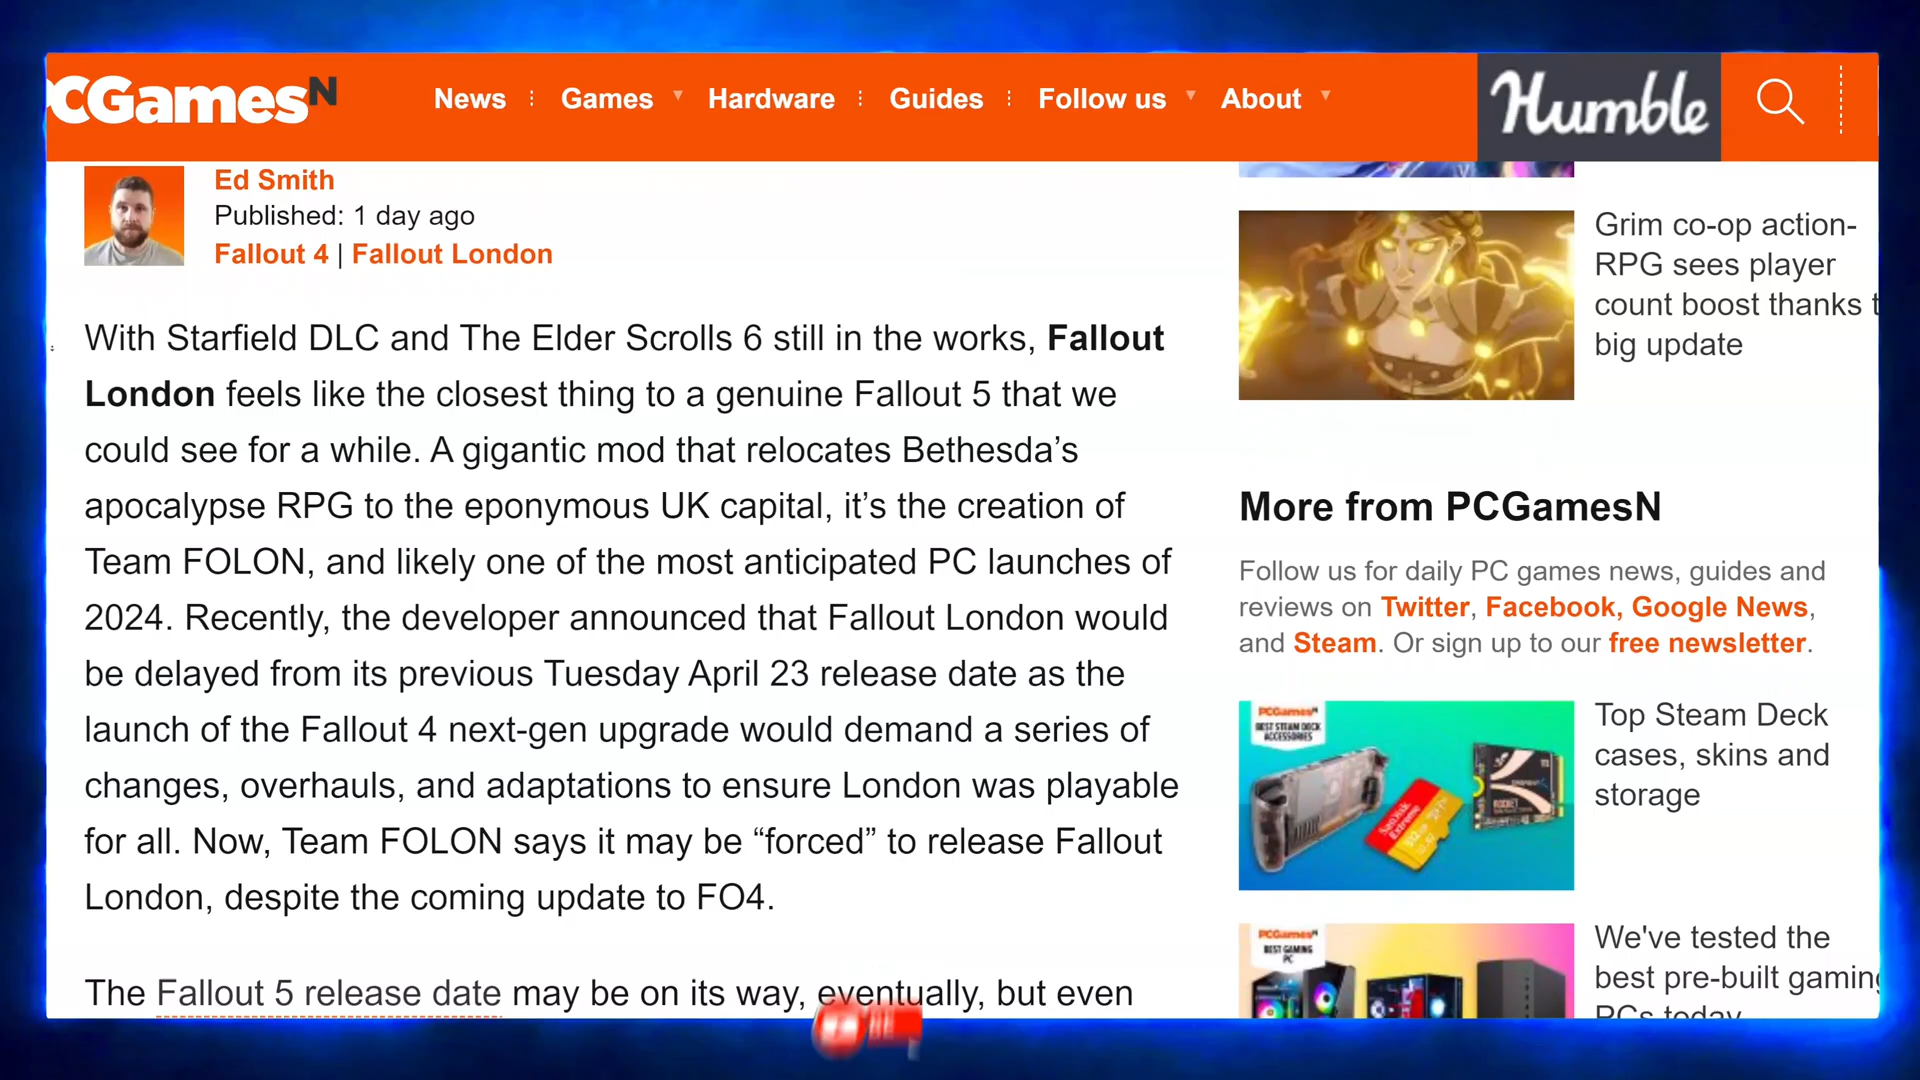 CGamesN
News
Games
Hardware
Guides
Follow us
About
Humble
Ed Smith
Published: 1 day ago
Fallout 4 | Fallout London
With Starfield DLC and The Elder Scrolls 6 still in the works, Fallout
London feels like the closest thing to a genuine Fallout 5 that we
could see for a while. A gigantic mod that relocates Bethesda’s
apocalypse RPG to the eponymous UK capital, it’s the creation of
Team FOLON, and likely one of the most anticipated PC launches of
2024. Recently, the developer announced that Fallout London would
be delayed from its previous Tuesday April 23 release date as the
launch of the Fallout 4 next-gen upgrade would demand a series of
changes, overhauls, and adaptations to ensure London was playable
for all. Now, Team FOLON says it may be “forced” to release Fallout
London, despite the coming update to FO4.
The Fallout 5 release date may be on its way, eventually, but even
Grim co-op action-
RPG sees player
count boost thanks t
big update
More from PCGamesN
Follow us for daily PC games news, guides and
reviews on Twitter, Facebook, Google News,
and Steam. Or sign up to our free newsletter.
PCGamesN
BEST STEAM DECK
ACCESSORIES
SanDisk
Extreme
ROCKET
Top Steam Deck
cases, skins and
storage
PCGamesN
BEST GAMING
PC
We've tested the
best pre-built gaming
PCs today